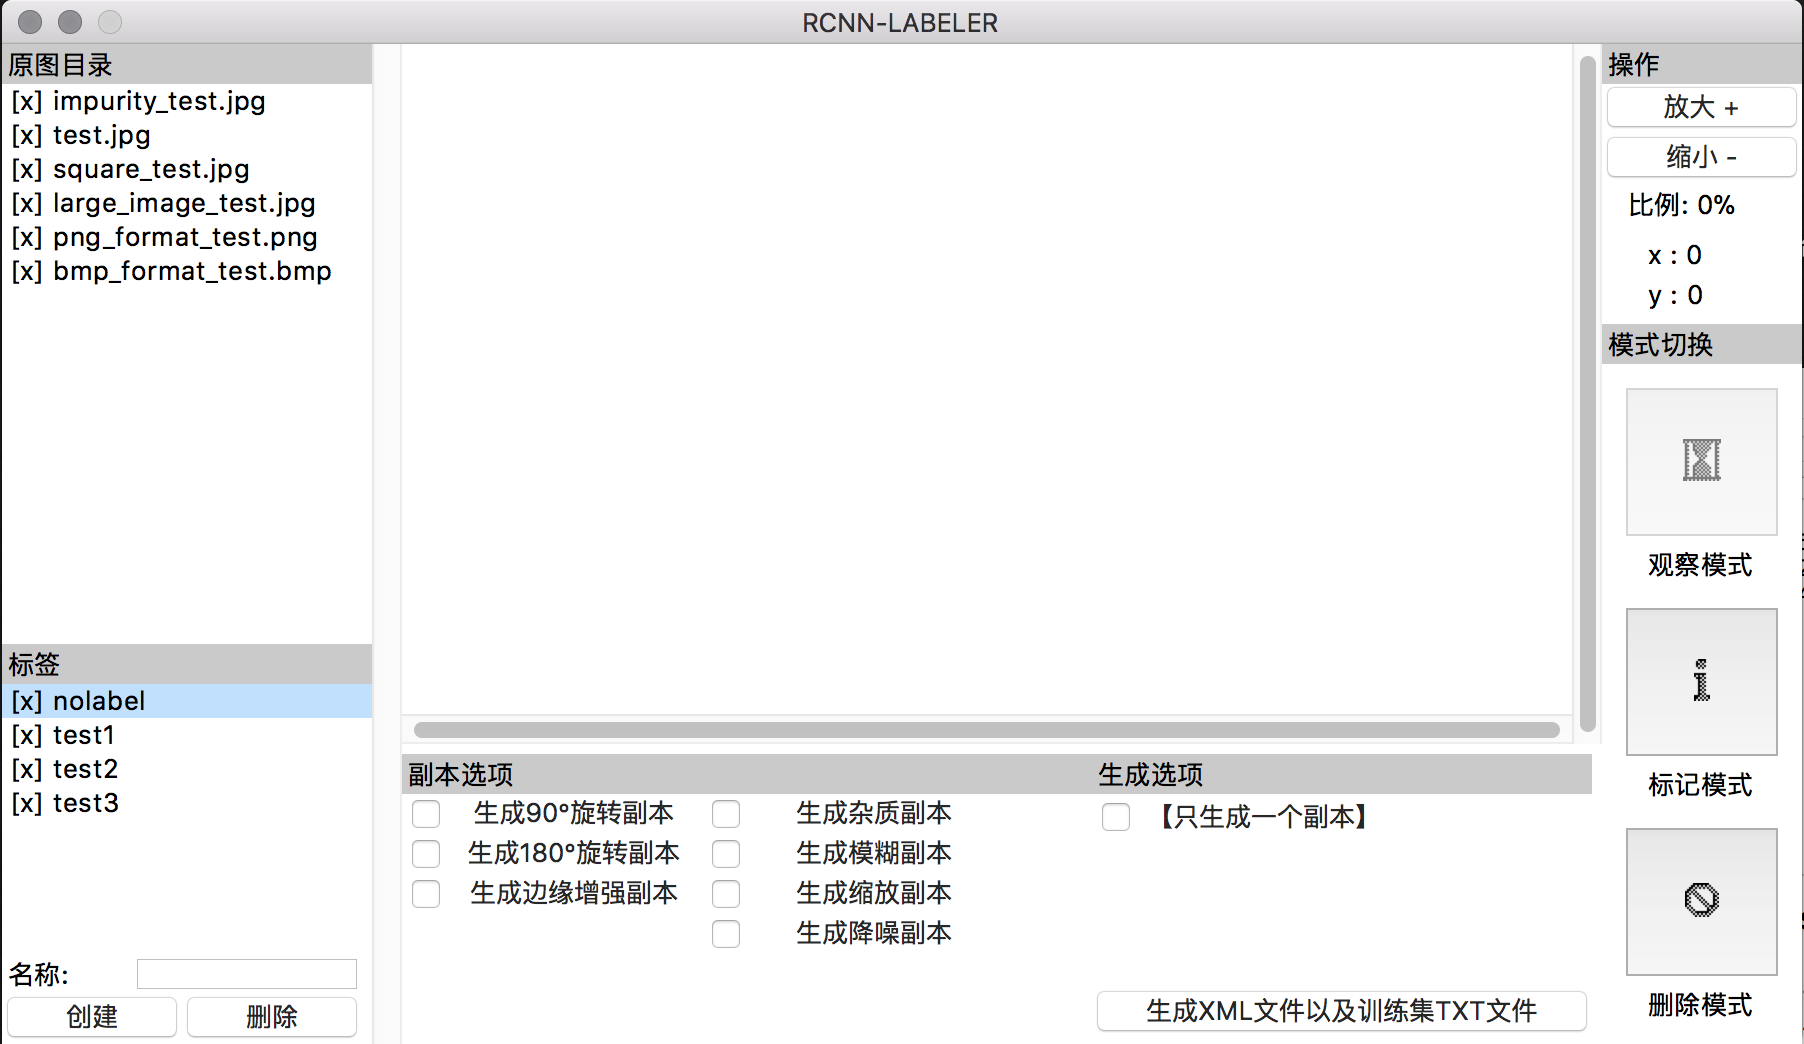 RCNN-LABELER
原图目录
[x] impurity_test.jpg
[x] test.jpg
[x] square_test.jpg
[x] large_image_test.jpg
[x] png_format_test.png
[x] bmp_format_test.bmp
标签
[x] nolabel
[x] test1
[x] test2
[x] test3
名称:
创建
删除
副本选项
生成90°旋转副本
生成180°旋转副本
生成边缘增强副本
生成杂质副本
生成模糊副本
生成缩放副本
生成降噪副本
生成选项
【只生成一个副本】
生成XML文件以及训练集TXT文件
操作
放大 +
缩小 -
比例: 0%
x : 0
y : 0
模式切换
观察模式
标记模式
删除模式